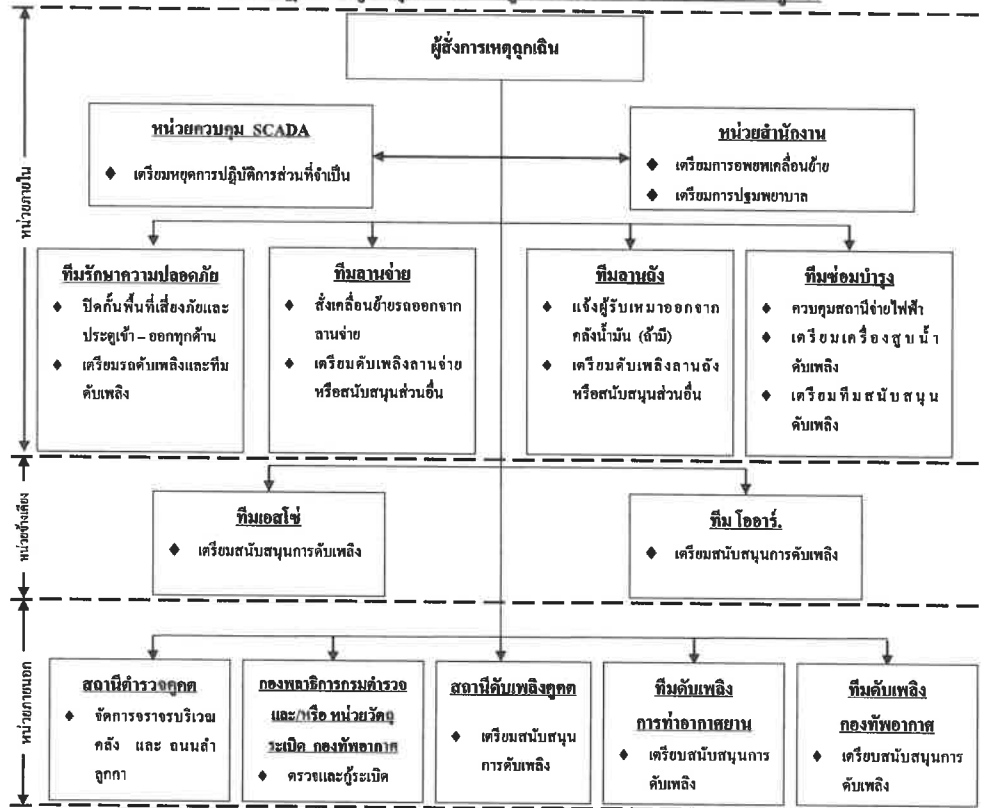 ผู้สั่งการเหตุฉุกเฉิน
หน่วยภายใน
หน่วยควบคุม SCADA
♦ เตรียมหยุดการปฏิบัติการส่วนที่จำเป็น
หน่วยสำนักงาน
♦ เตรียมการอพยพเคลื่อนย้าย
♦ เตรียมการปฐมพยาบาล
ทีมรักษาความปลอดภัย
♦ ปิดกั้นพื้นที่เสี่ยงภัยและ
ประตูเข้า – ออกทุกด้าน
♦ เตรียมรถดับเพลิงและทีม
ดับเพลิง
ทีมลานจ่าย
♦ สั่งเคลื่อนย้ายรถออกจาก
ลานจ่าย
♦ เตรียมดับเพลิงลานจ่าย
หรือสนับสนุนส่วนอื่น
ทีมลานถัง
♦ แจ้งผู้รับเหมาออกจาก
คลังน้ำมัน (ถ้ามี)
♦ เตรียมดับเพลิงลานถัง
หรือสนับสนุนส่วนอื่น
ทีมซ่อมบำรุง
♦ ควบคุมสถานีจ่ายไฟฟ้า
♦ เตรียมเครื่องสูบน้ำ
ดับเพลิง
♦ เตรียมทีมสนับสนุน
ดับเพลิง
หน่วยข้างเคียง
ทีมเอสโซ่
♦ เตรียมสนับสนุนการดับเพลิง
ทีม โออาร์.
♦ เตรียมสนับสนุนการดับเพลิง
หน่วยภายนอก
สถานีตำรวจคูคต
♦ จัดการจราจรบริเวณ
คลัง และ ถนนลำ
ลูกกา
กองพลาธิการกรมตำรวจ
และ/หรือ หน่วยวัตถุ
ระเบิด กองทัพอากาศ
♦ ตรวจและกู้ระเบิด
สถานีดับเพลิงคูคต
♦ เตรียมสนับสนุน
การดับเพลิง
ทีมดับเพลิง
การท่าอากาศยาน
♦ เตรียบสนับสนุนการ
ดับเพลิง
ทีมดับเพลิง
กองทัพอากาศ
♦ เตรียบสนับสนุนการ
ดับเพลิง